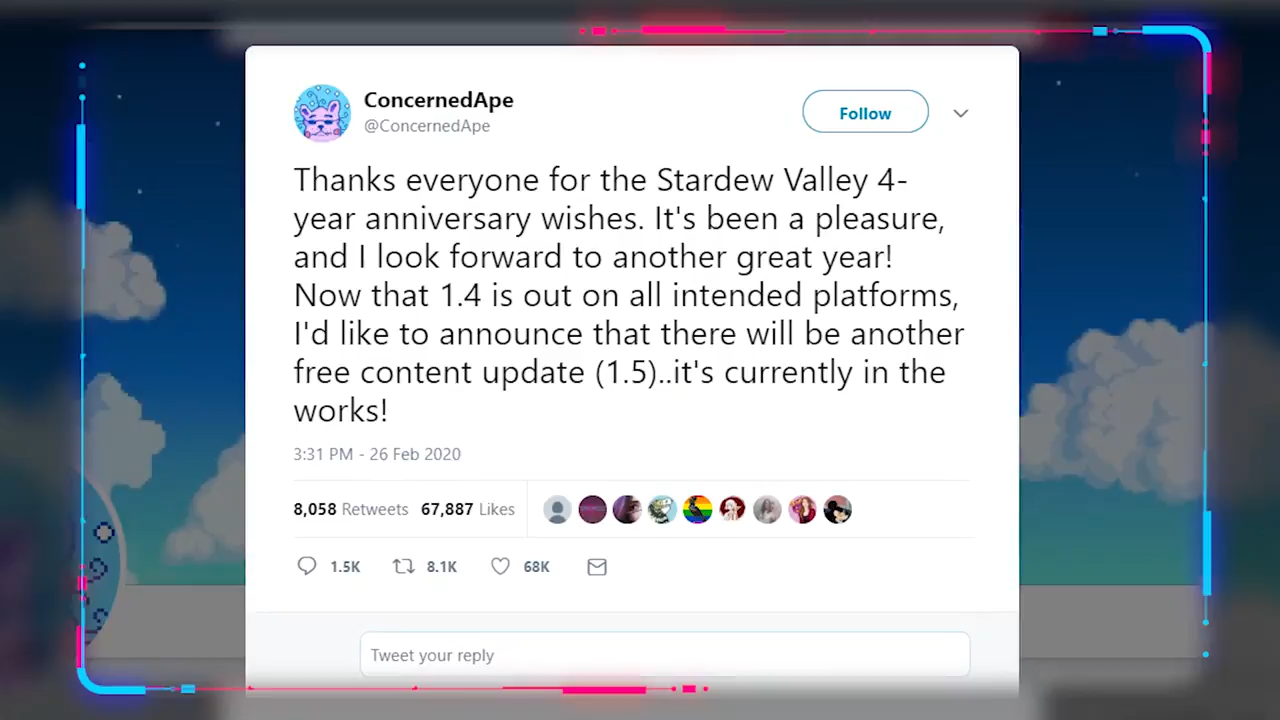 ConcernedApe
@ConcernedApe
Follow
Thanks everyone for the Stardew Valley 4-
year anniversary wishes. It's been a pleasure,
and I look forward to another great year!
Now that 1.4 is out on all intended platforms,
I'd like to announce that there will be another
free content update (1.5)..it's currently in the
works!
3:31 PM - 26 Feb 2020
8,058 Retweets 67,887 Likes
1.5K 8.1K 68K
Tweet your reply